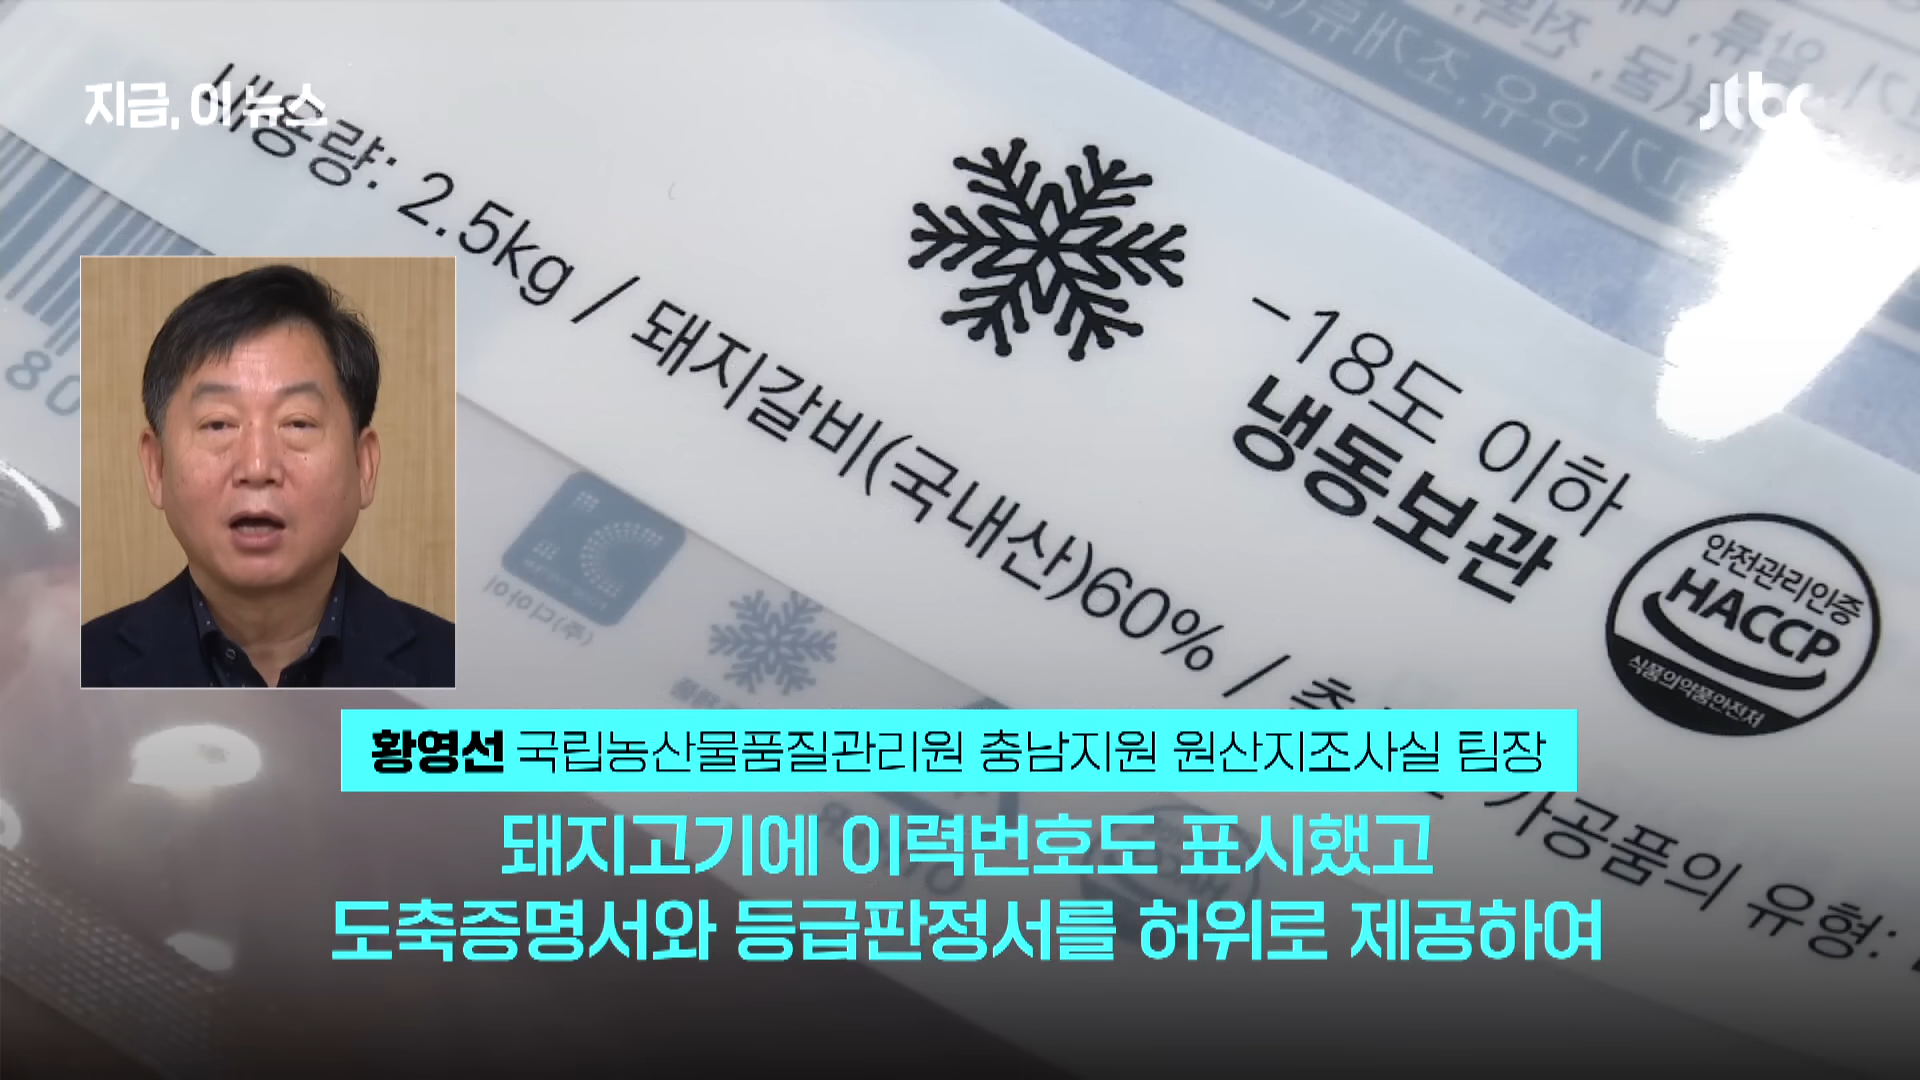 지금, 이 뉴스
jtbc
내용량: 2.5kg / 돼지갈비(국내산)60% /
-18도 이하
냉동보관
안전관리인증
HACCP
식품의약품안전처
가공품의 유형:
80
황영선 국립농산물품질관리원 충남지원 원산지조사실 팀장
돼지고기에 이력번호도 표시했고
도축증명서와 등급판정서를 허위로 제공하여